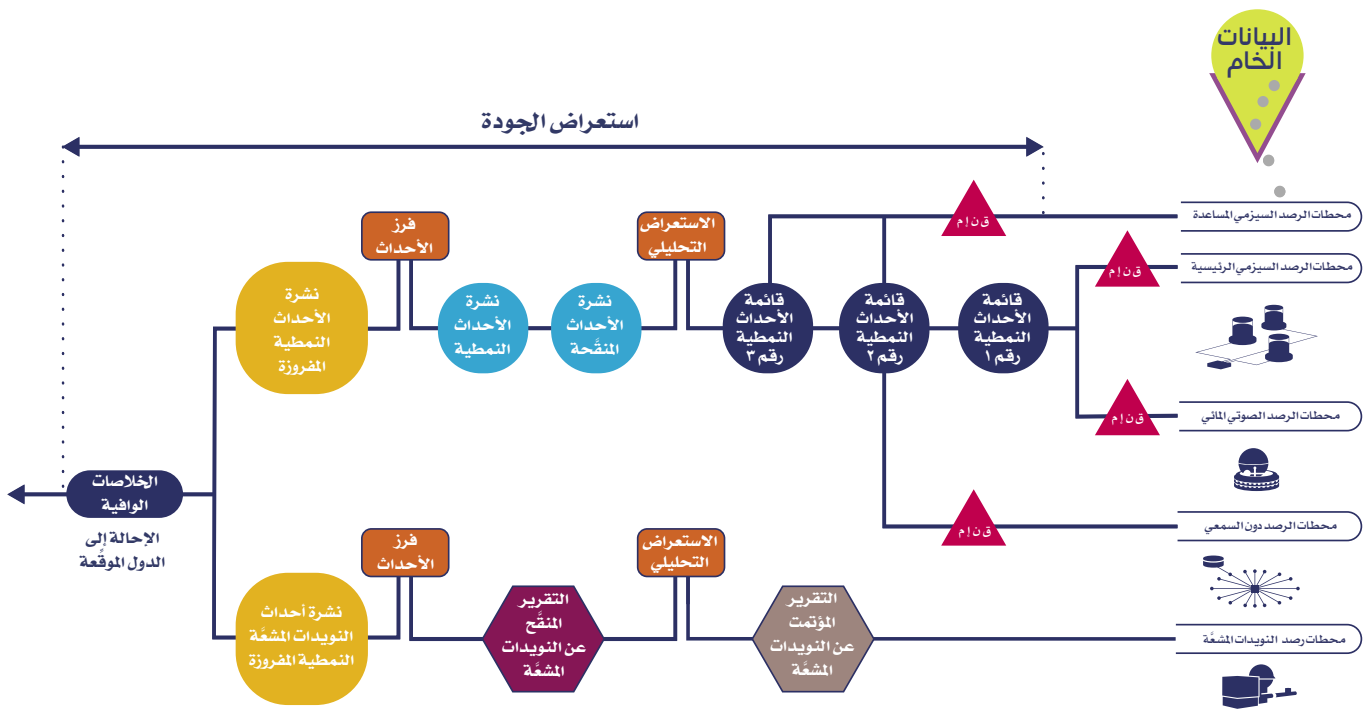 البيانات
الخام
استعراض الجودة
محطات الرصد السيزمي المساعدة
ق ن إ م
محطات الرصد السيزمي الرئيسية
ق ن إ م
محطات الرصد الصوتي المائي
ق ن إ م
محطات الرصد دون السمعي
ق ن إ م
محطات رصد النويدات المشعَّة
قائمة
الأحداث
النمطية
رقم ١
قائمة
الأحداث
النمطية
رقم ٢
قائمة
الأحداث
النمطية
رقم ٣
الاستعراض
التحليلي
نشرة
الأحداث
المنقَّحة
نشرة
الأحداث
النمطية
فرز
الأحداث
نشرة
الأحداث
النمطية
المفروزة
التقرير
المؤتمت
عن النويدات
المشعَّة
الاستعراض
التحليلي
التقرير
المنقَّح
عن النويدات
المشعَّة
فرز
الأحداث
نشرة أحداث
النويدات المشعَّة
النمطية المفروزة
الخلاصات
الوافية
الإحالة إلى
الدول الموقِّعة